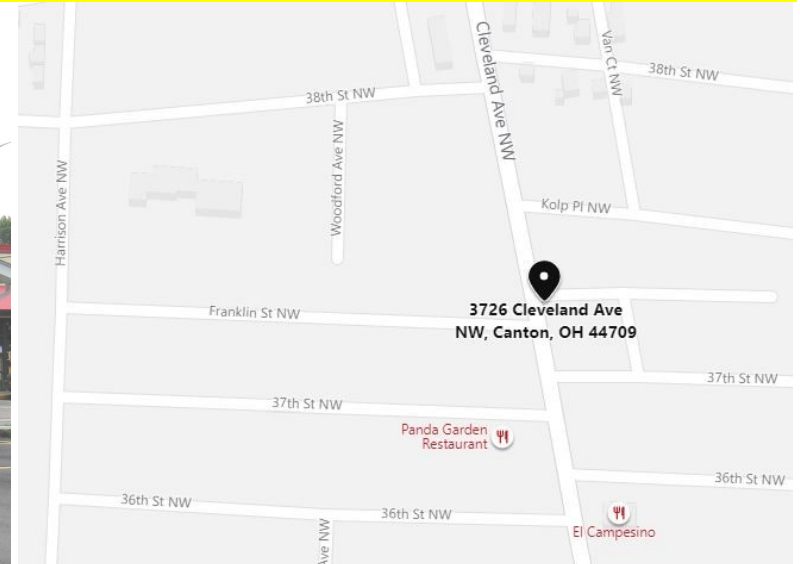 Cleveland Ave NW
Van Ct NW
38th St NW
38th St NW
Woodford Ave NW
Harrison Ave NW
Kolp Pl NW
3726 Cleveland Ave
NW, Canton, OH 44709
Franklin St NW
37th St NW
37th St NW
Panda Garden
Restaurant
36th St NW
36th St NW
36th St NW
El Campesino
Ave NW